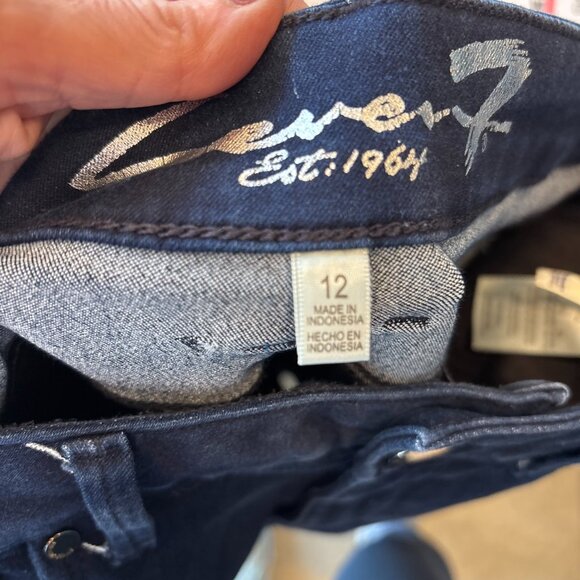 Seven7
Est: 1964
12
MADE IN
INDONESIA
HECHO EN
INDONESIA